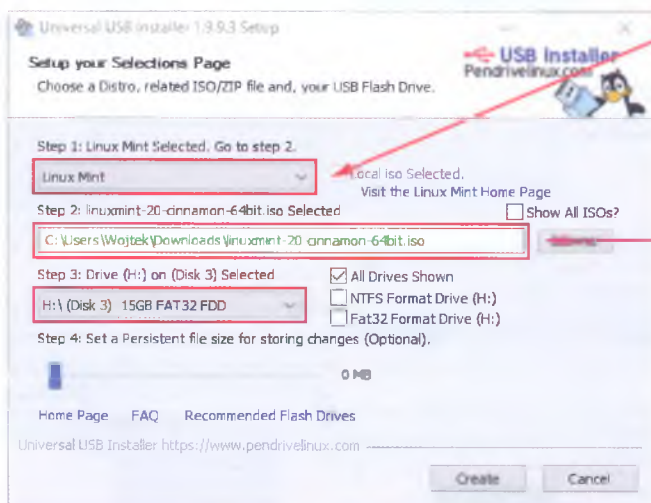 Universal USB Installer 1.9.9.3 Setup
Setup your Selections Page
Choose a Distro, related ISO/ZIP file and, your USB Flash Drive.
USB Installer
Pendrivelinux.com
Step 1: Linux Mint Selected. Go to step 2.
Linux Mint
Local iso Selected.
Visit the Linux Mint Home Page
Step 2: linuxmint-20-cinnamon-64bit.iso Selected
Show All ISOs?
C:\Users\Wojtek\Downloads\linuxmint-20-cinnamon-64bit.iso
Step 3: Drive (H:) on (Disk 3) Selected
All Drives Shown
H:\ (Disk 3) 15GB FAT32 FDD
NTFS Format Drive (H:)
Fat32 Format Drive (H:)
Step 4: Set a Persistent file size for storing changes (Optional).
0 MB
Home Page FAQ Recommended Flash Drives
Universal USB Installer https://www.pendrivelinux.com
Create Cancel